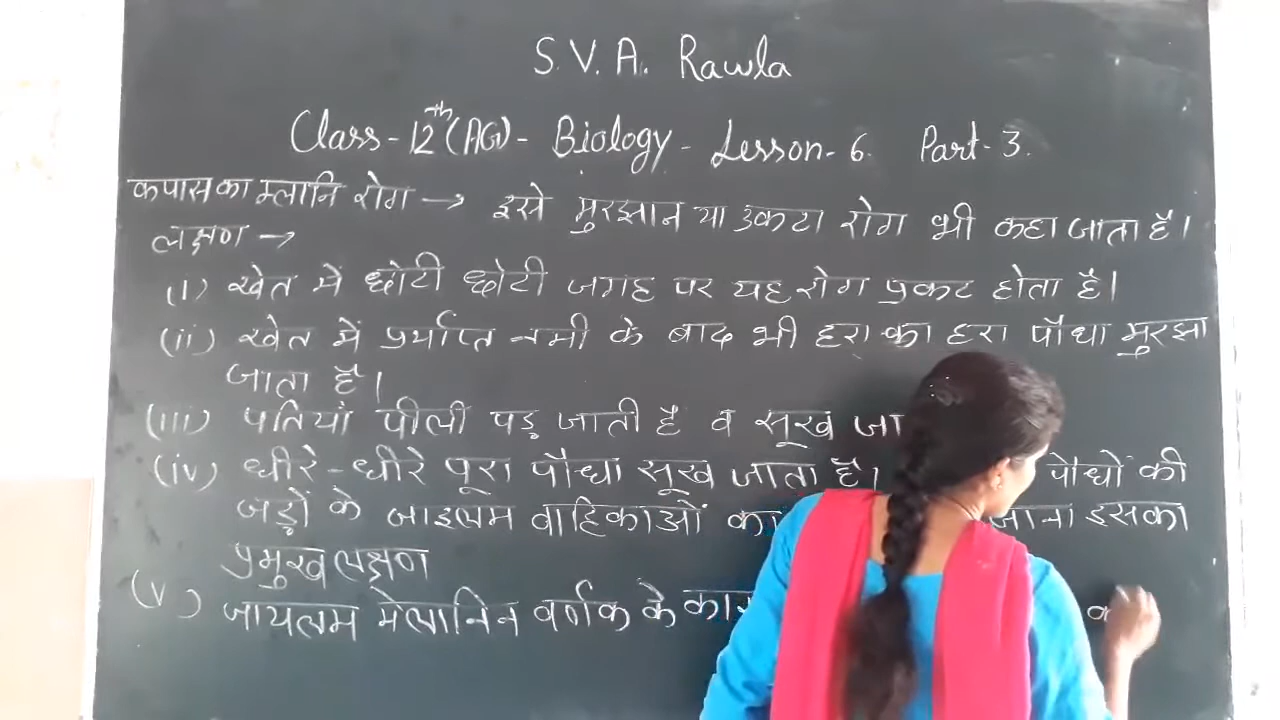 S.V.A. Rawla
Class-12th (AG)- Biology- Lesson-6. Part-3.
कपास का म्लानि रोग → इसे मुरझान या उकटा रोग भी कहा जाता है।
लक्षण →
(i) खेत में छोटी छोटी जगह पर यह रोग प्रकट होता है।
(ii) खेत में प्रर्याप्त नमी के बाद भी हरा का हरा पौधा मुरझा
जाता है।
(iii) पतियाँ पीली पड़ जाती है व सूख जा
(iv) धीरे-धीरे पूरा पौधा सूख जाता है। पौधों की
जड़ों के जाइलम वाहिकाओं का जाना इसका
प्रमुख लक्षण
(v) जायलम मेलानिन वर्णक के